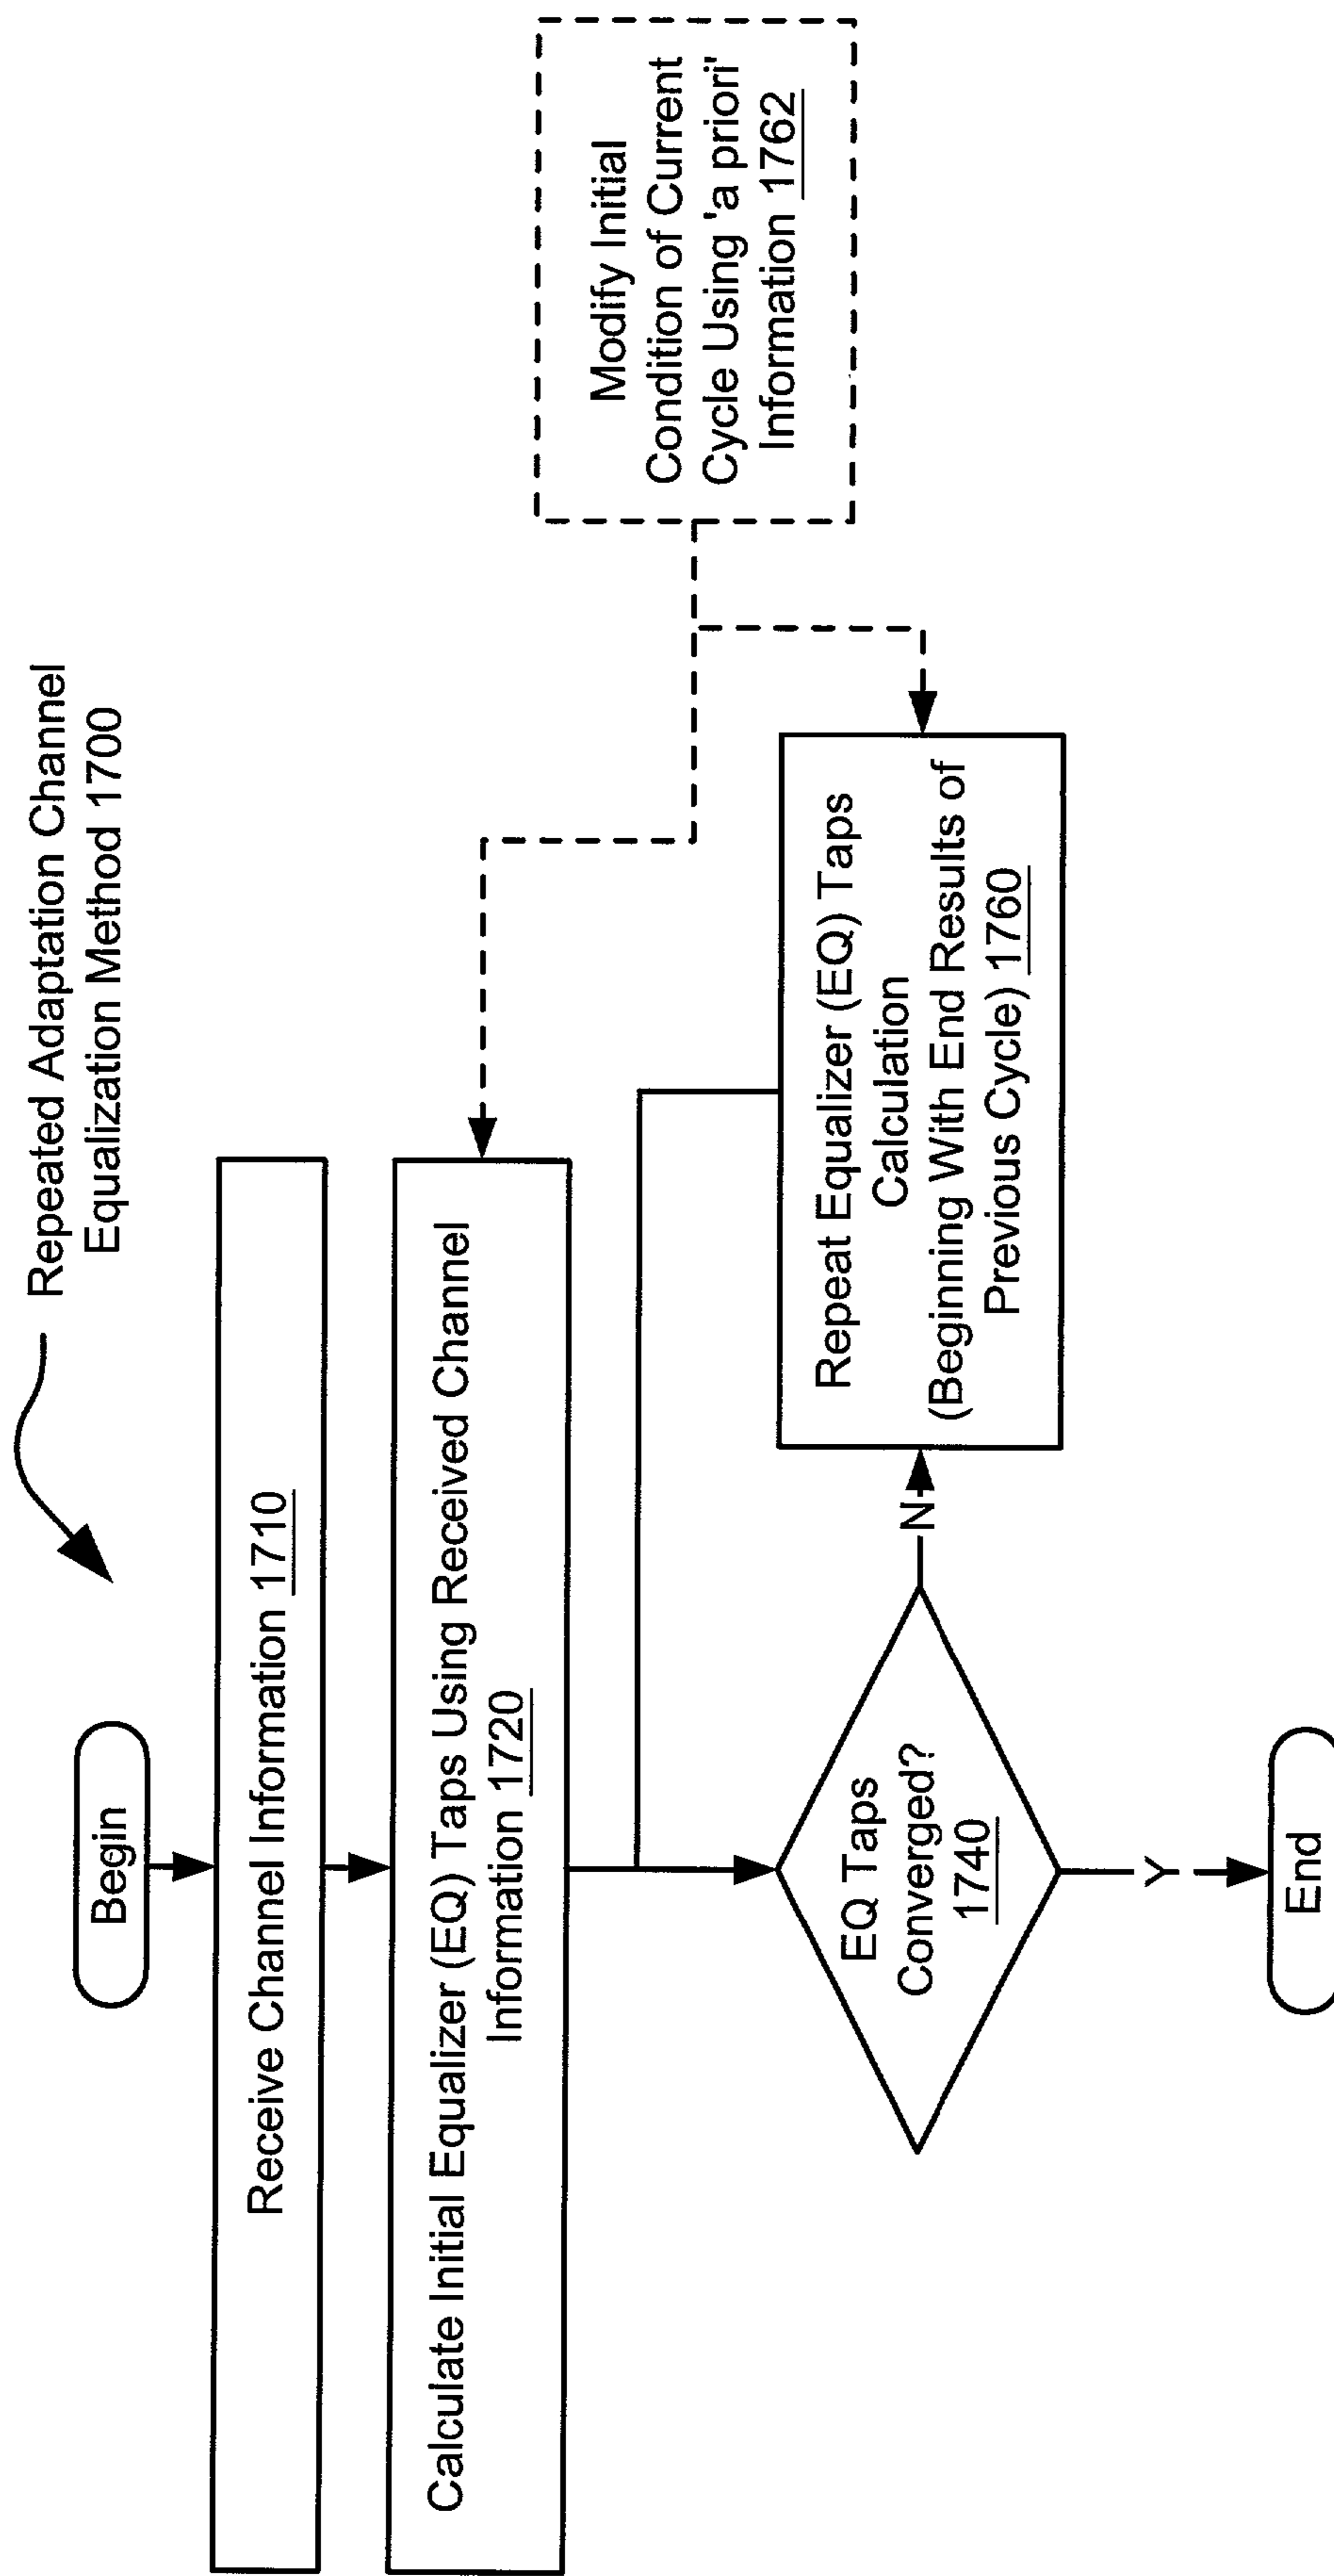 Repeated Adaptation Channel
Equalization Method 1700
Begin
Receive Channel Information 1710
Calculate Initial Equalizer (EQ) Taps Using Received Channel
Information 1720
Modify Initial
Condition of Current
Cycle Using 'a priori'
Information 1762
EQ Taps
Converged?
1740
N
Repeat Equalizer (EQ) Taps
Calculation
(Beginning With End Results of
Previous Cycle) 1760
Y
End